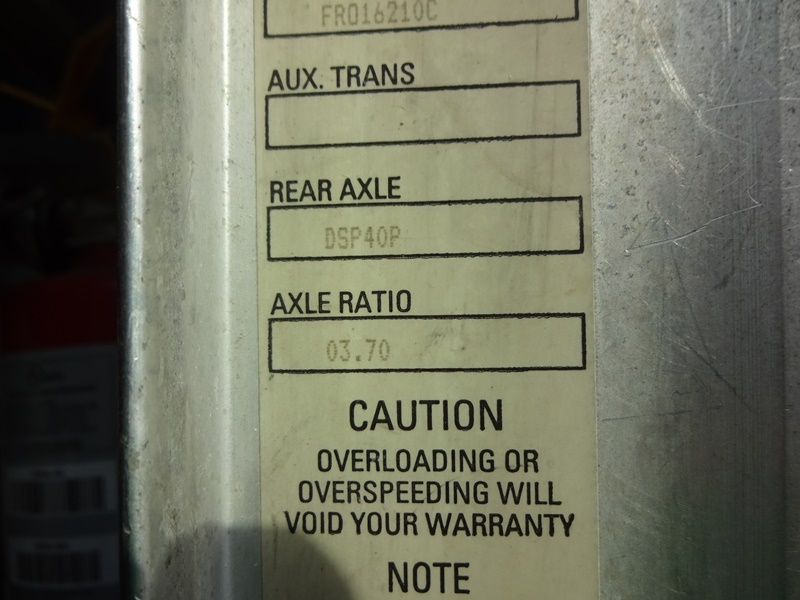 FRO16210C
AUX. TRANS
REAR AXLE
DSP40P
AXLE RATIO
03.70
CAUTION
OVERLOADING OR
OVERSPEEDING WILL
VOID YOUR WARRANTY
NOTE